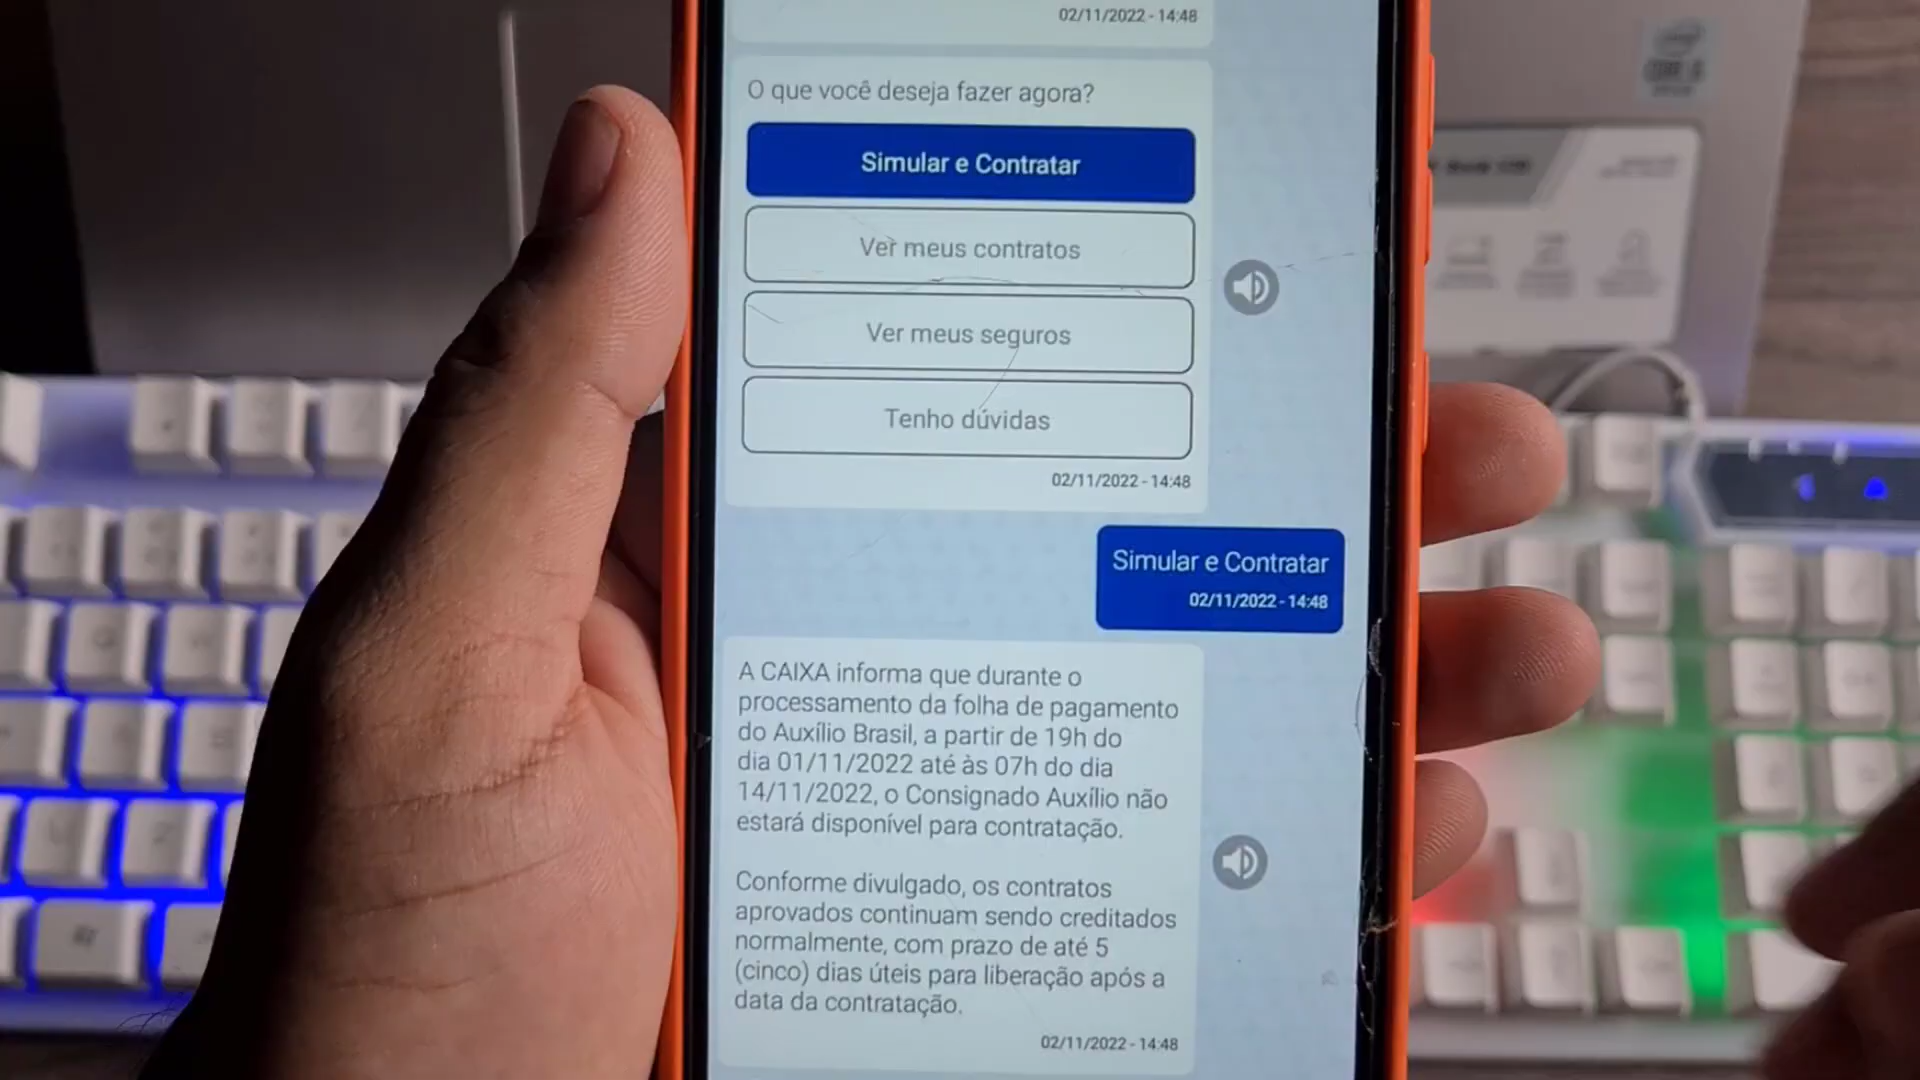 02/11/2022 - 14:48
O que você deseja fazer agora?
Simular e Contratar
Ver meus contratos
Ver meus seguros
Tenho dúvidas
02/11/2022 - 14:48
Simular e Contratar
02/11/2022 - 14:48
A CAIXA informa que durante o
processamento da folha de pagamento
do Auxílio Brasil, a partir de 19h do
dia 01/11/2022 até às 07h do dia
14/11/2022, o Consignado Auxílio não
estará disponível para contratação.
Conforme divulgado, os contratos
aprovados continuam sendo creditados
normalmente, com prazo de até 5
(cinco) dias úteis para liberação após a
data da contratação.
02/11/2022 - 14:48